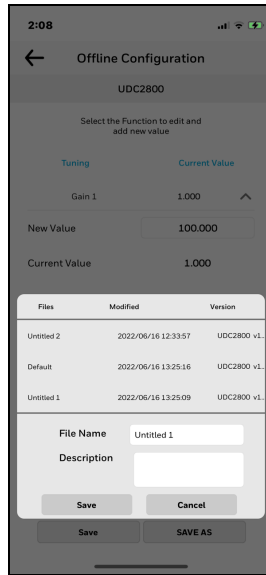 2:08
Offline Configuration
UDC2800
Select the Function to edit and
add new value
Tuning Current Value
Gain 1 1.000
New Value 100.000
Current Value 1.000
Files Modified Version
Untitled 2 2022/06/16 12:33:57 UDC2800 v1..
Default 2022/06/16 13:25:16 UDC2800 v1..
Untitled 1 2022/06/16 13:25:09 UDC2800 v1..
File Name Untitled 1
Description
Save Cancel
Save SAVE AS